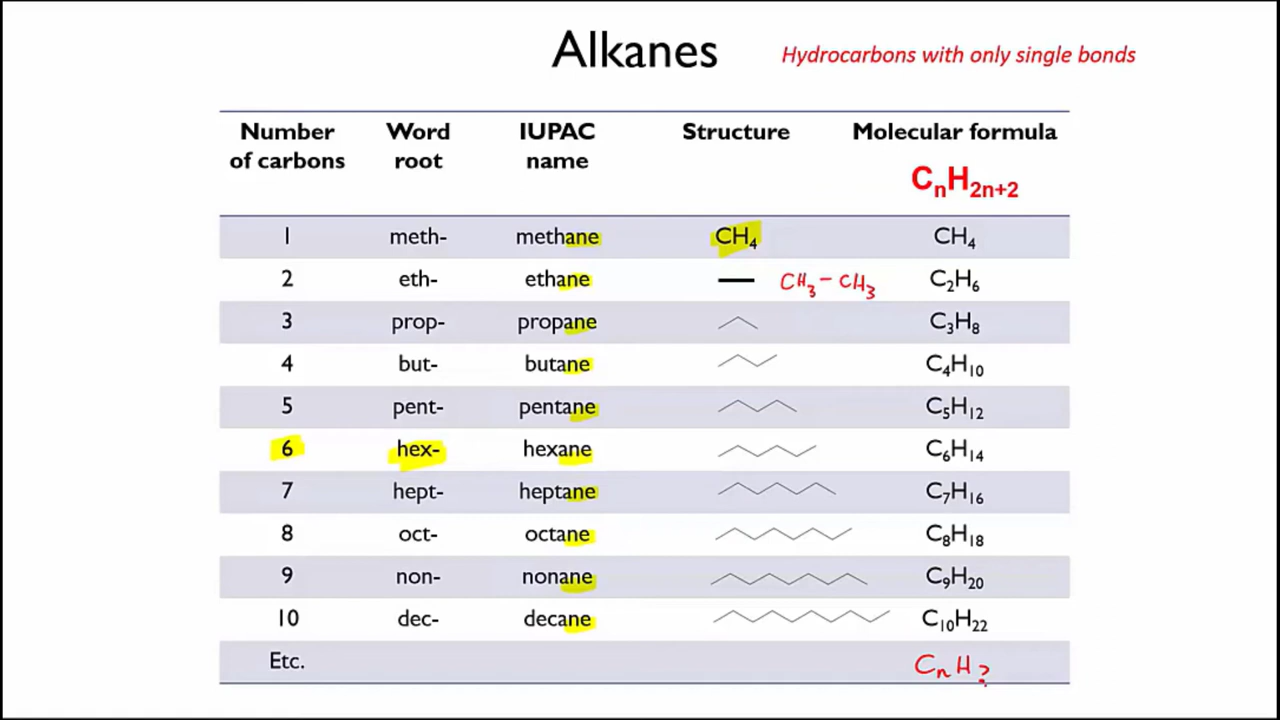 Alkanes Hydrocarbons with only single bonds
Number of carbons Word root IUPAC name Structure Molecular formula
CₙH₂ₙ₊₂
1 meth- methane CH₄ CH₄
2 eth- ethane CH₃ – CH₃ C₂H₆
3 prop- propane C₃H₈
4 but- butane C₄H₁₀
5 pent- pentane C₅H₁₂
6 hex- hexane C₆H₁₄
7 hept- heptane C₇H₁₆
8 oct- octane C₈H₁₈
9 non- nonane C₉H₂₀
10 dec- decane C₁₀H₂₂
Etc. CₙH?